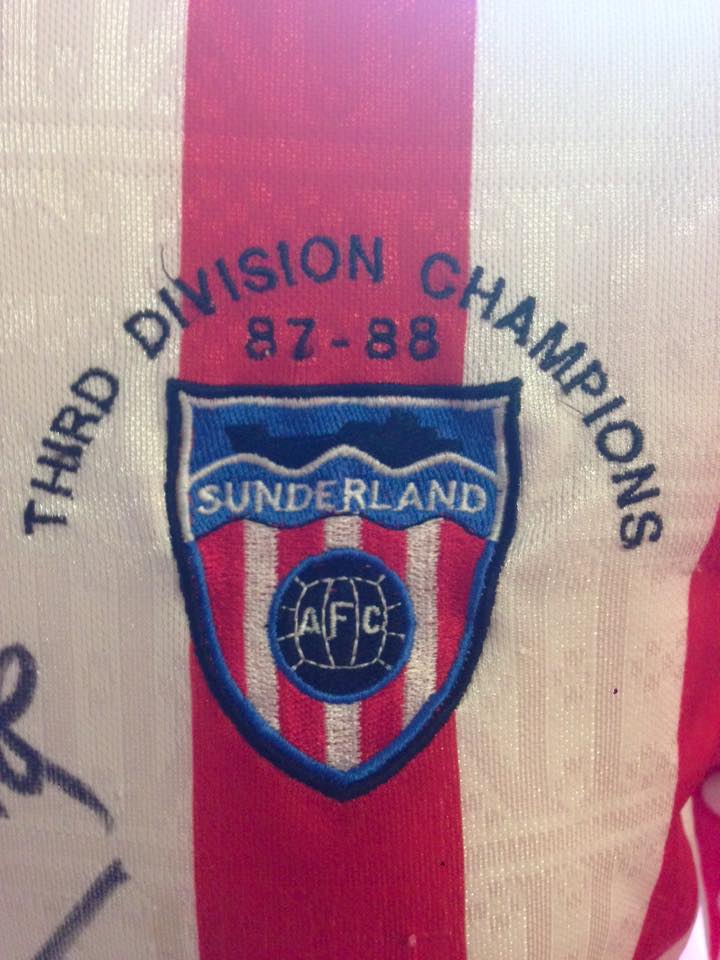 THIRD DIVISION CHAMPIONS
87-88
SUNDERLAND
AFC